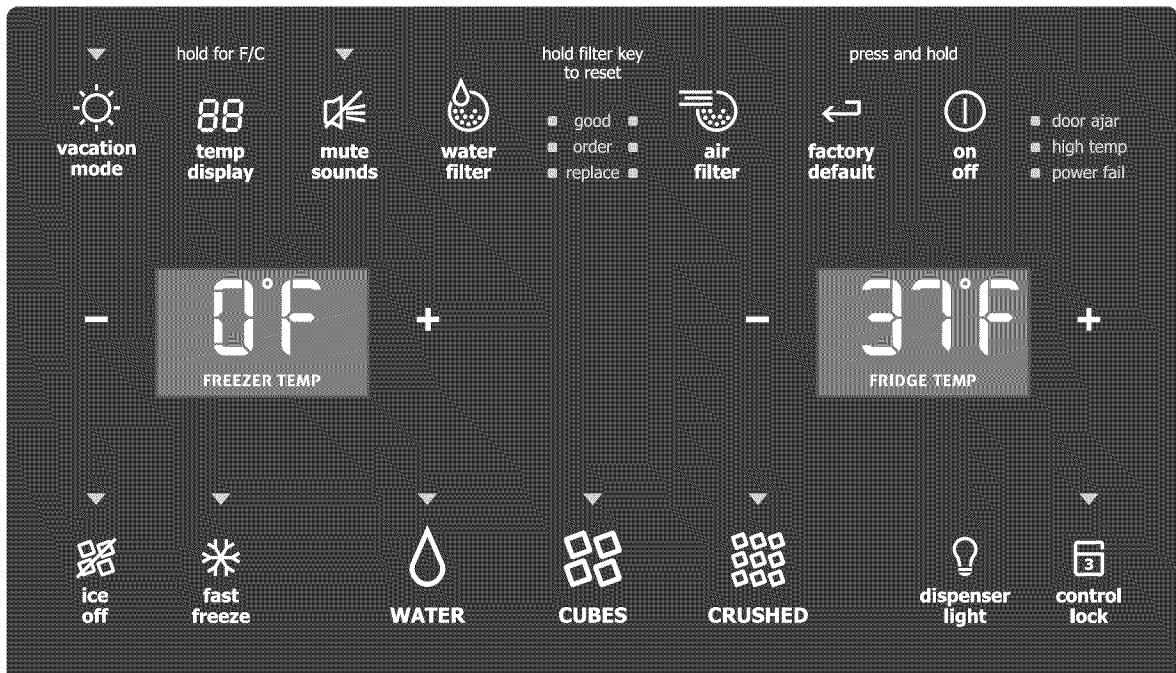 hold for F/C
hold filter key
to reset
press and hold
vacation
mode
88
temp
display
mute
sounds
water
filter
good
order
replace
air
filter
factory
default
on
off
door ajar
high temp
power fail
- 0°F +
FREEZER TEMP
- 37°F +
FRIDGE TEMP
ice
off
fast
freeze
WATER
CUBES
CRUSHED
dispenser
light
3
control
lock